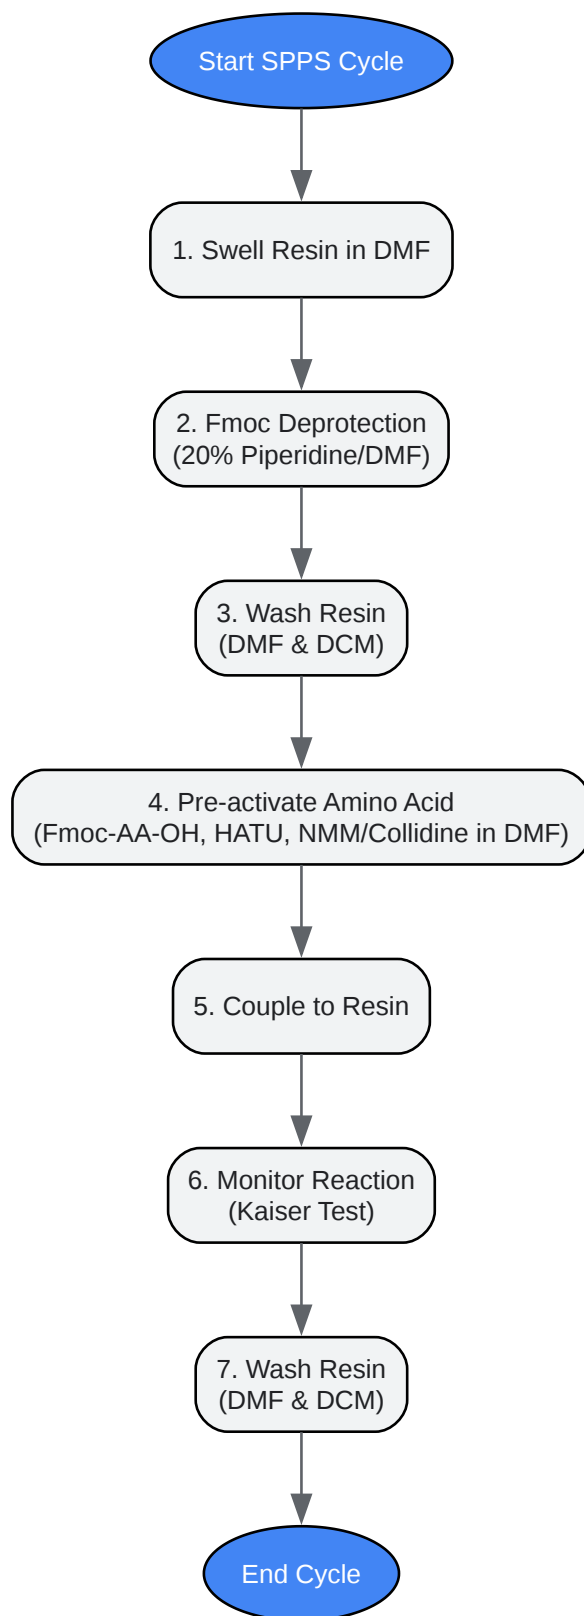 Start SPPS Cycle
1. Swell Resin in DMF
2. Fmoc Deprotection
(20% Piperidine/DMF)
3. Wash Resin
(DMF & DCM)
4. Pre-activate Amino Acid
(Fmoc-AA-OH, HATU, NMM/Collidine in DMF)
5. Couple to Resin
6. Monitor Reaction
(Kaiser Test)
7. Wash Resin
(DMF & DCM)
End Cycle